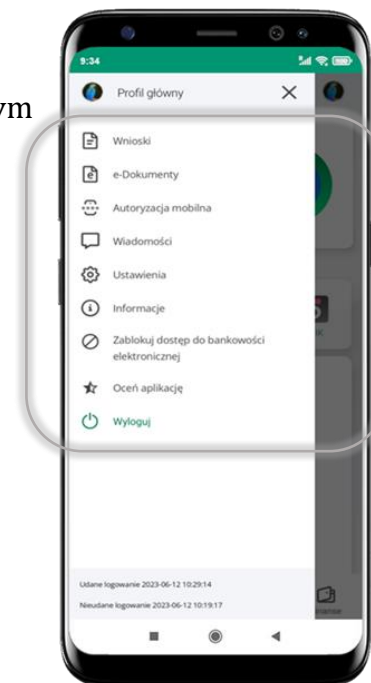 ym
9:34
Profil główny
Wnioski
e-Dokumenty
Autoryzacja mobilna
Wiadomości
Ustawienia
Informacje
Zablokuj dostęp do bankowości
elektronicznej
Oceń aplikację
Wyloguj
Udane logowanie 2023-06-12 10:29:14
Nieudane logowanie 2023-06-12 10:19:17